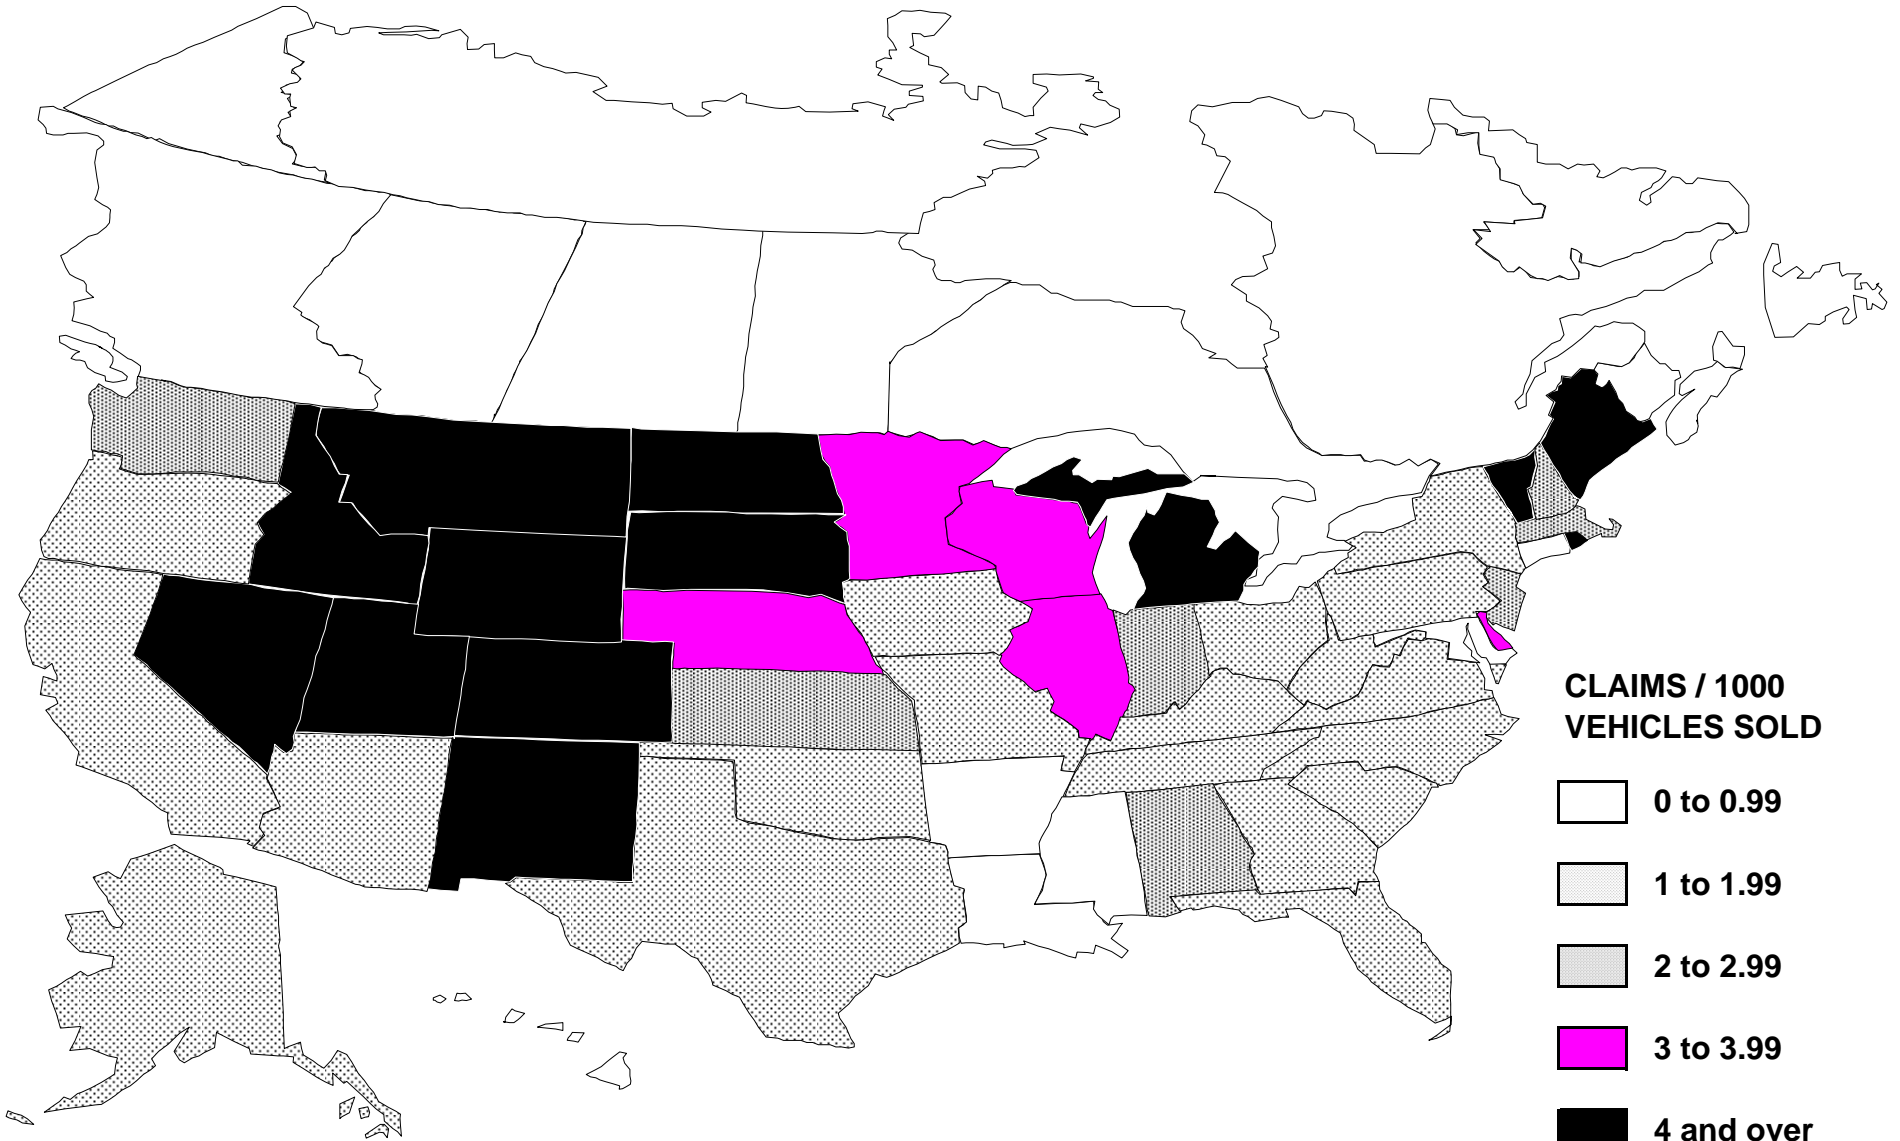 CLAIMS / 1000
VEHICLES SOLD
0 to 0.99
1 to 1.99
2 to 2.99
3 to 3.99
4 and over